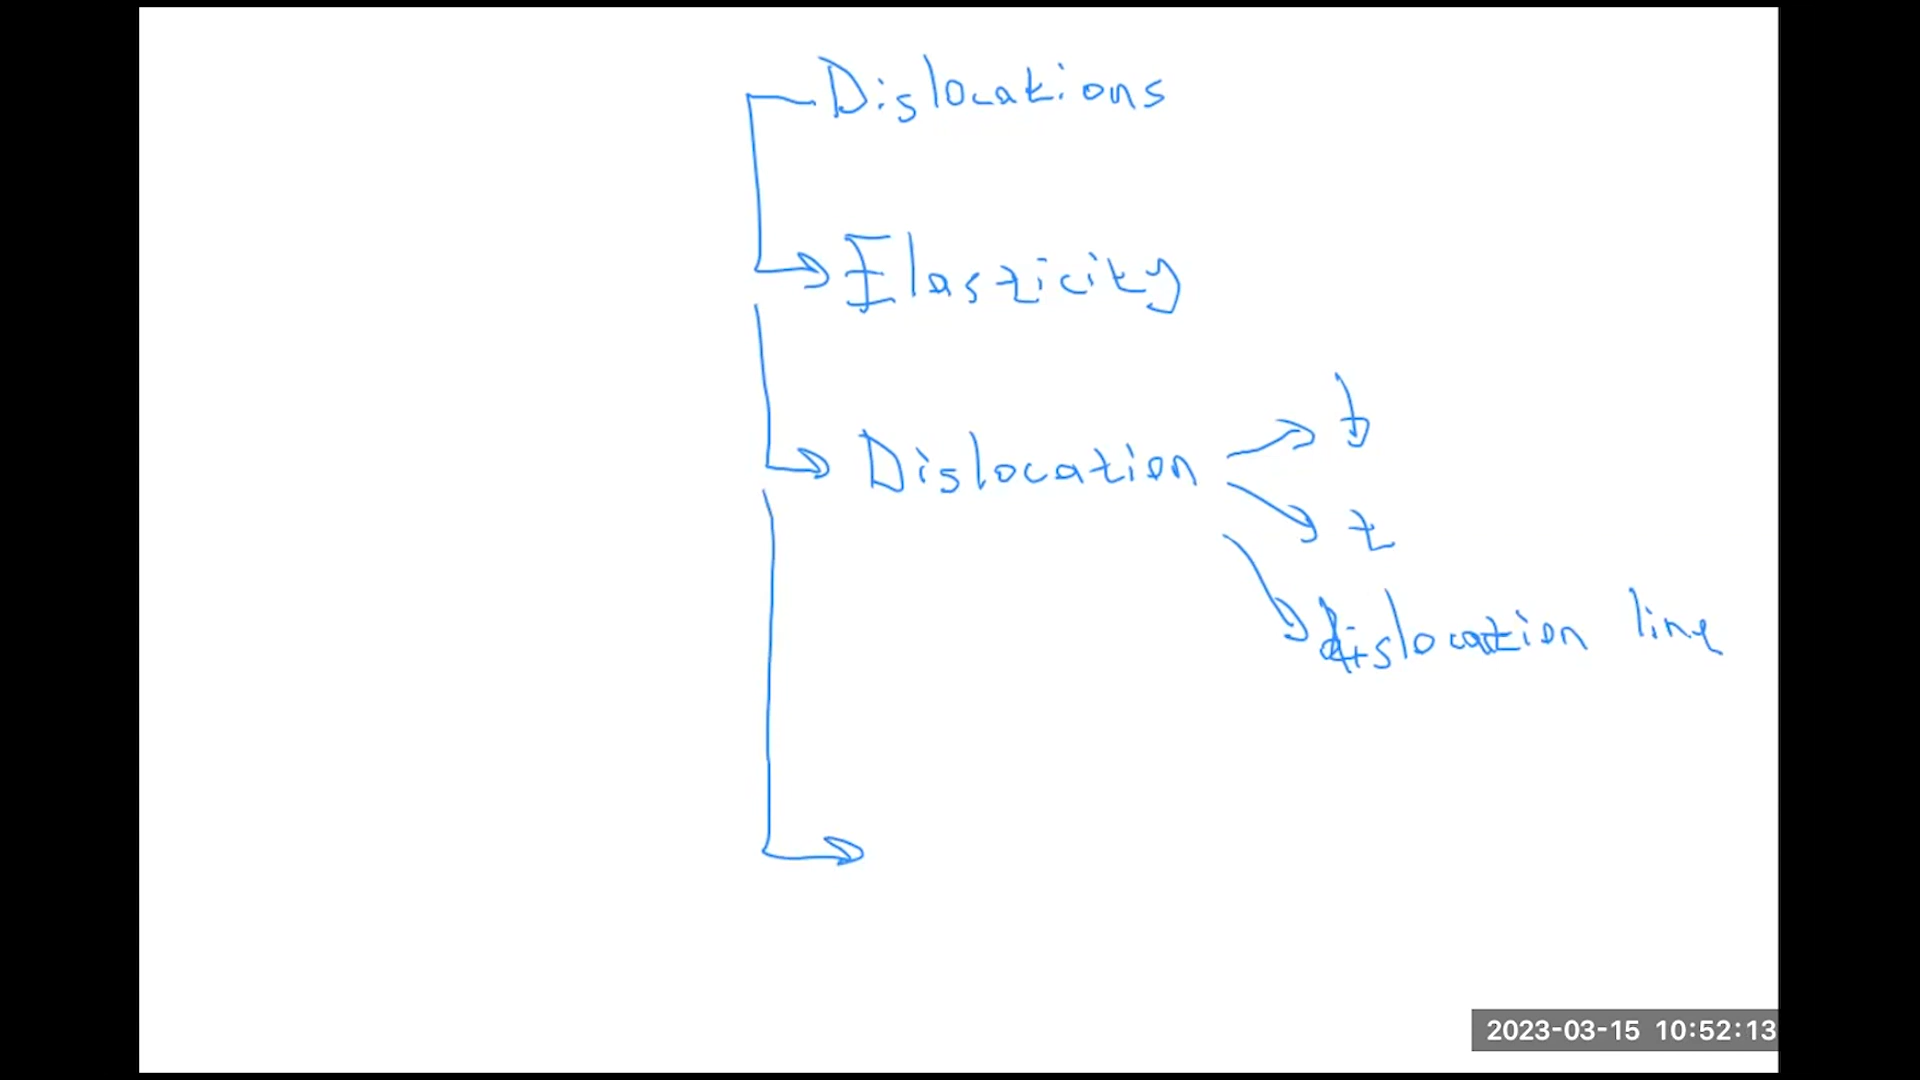 Dislocations
Elasticity
Dislocation
b
t
dislocation line
2023-03-15 10:52:13